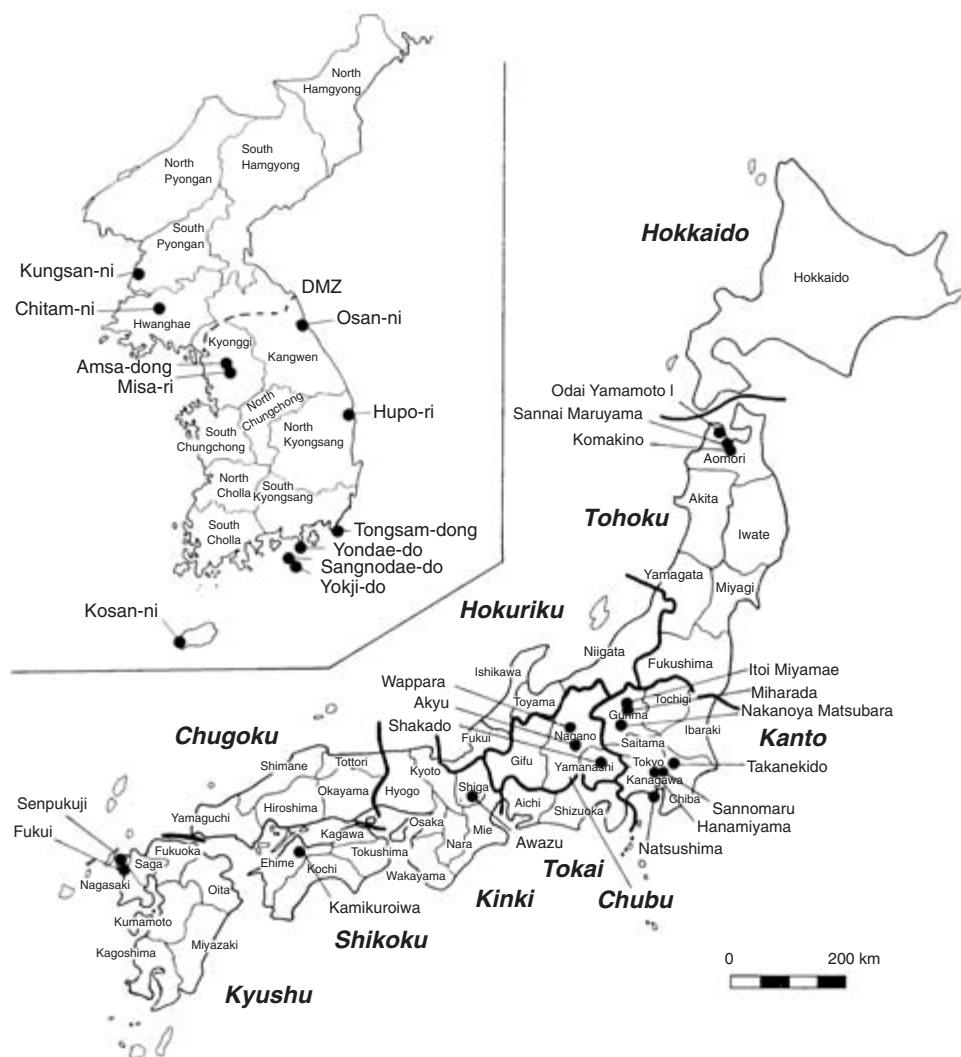 North
Hamgyong
South
Hamgyong
North
Pyongan
South
Pyongan
Kungsan-ni
DMZ
Chitam-ni
Hwanghae
Osan-ni
Kyonggi
Kangwen
Amsa-dong
Misa-ri
North
Chungchong
Hupo-ri
South
Chungchong
North
Kyongsang
North
Cholla
South
Kyongsang
South
Cholla
Tongsam-dong
Yondae-do
Sangnodae-do
Yokji-do
Kosan-ni
Hokkaido
Hokkaido
Odai Yamamoto I
Sannai Maruyama
Komakino
Aomori
Akita
Tohoku
Iwate
Yamagata
Miyagi
Hokuriku
Niigata
Fukushima
Ishikawa
Itoi Miyamae
Wappara
Toyama
Tochigi
Miharada
Akyu
Gunma
Nakanoya Matsubara
Shakado
Fukui
Nagano
Ibaraki
Saitama
Kanto
Chugoku
Gifu
Yamanashi
Tokyo
Takanekido
Tottori
Kyoto
Shimane
Kanagawa
Okayama
Hyogo
Shiga
Chiba
Senpukuji
Hiroshima
Aichi
Shizuoka
Sannomaru
Yamaguchi
Osaka
Mie
Hanamiyama
Fukui
Kagawa
Nara
Awazu
Natsushima
Fukuoka
Saga
Ehime
Tokushima
Tokai
Nagasaki
Kochi
Wakayama
Oita
Kinki
Chubu
Kamikuroiwa
Kumamoto
Shikoku
Kagoshima
Miyazaki
0 200 km
Kyushu